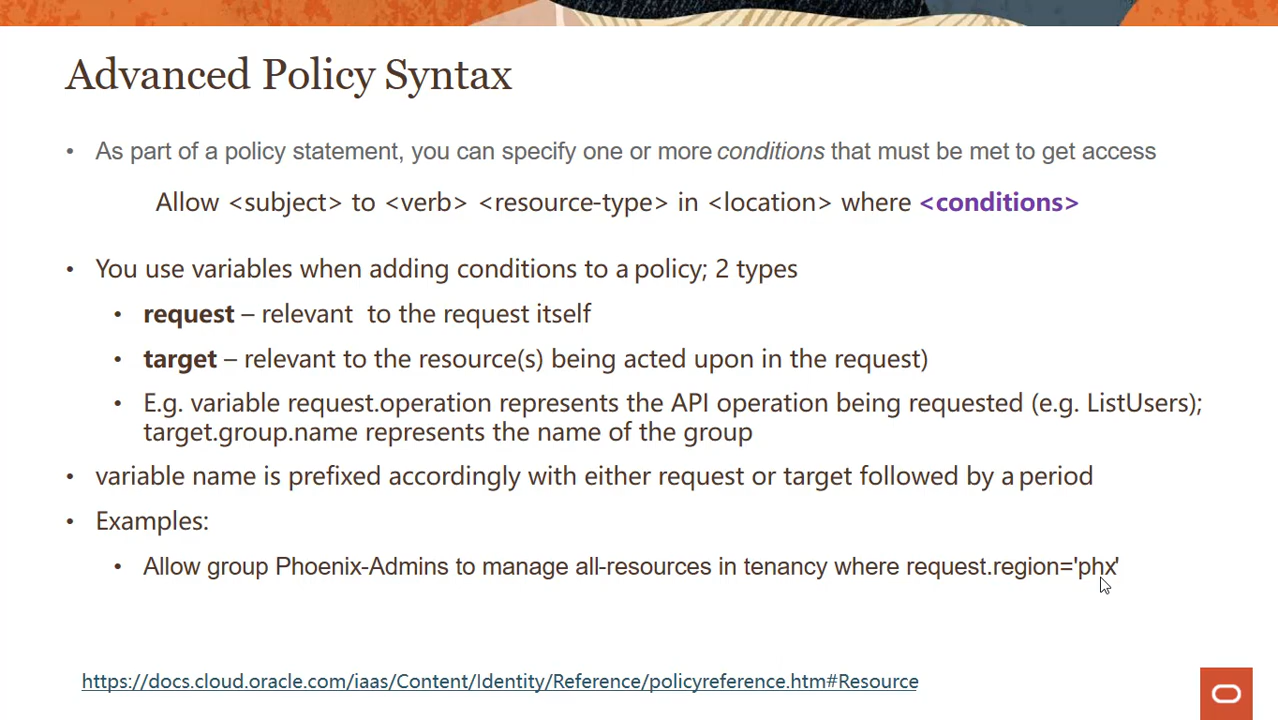 Advanced Policy Syntax
• As part of a policy statement, you can specify one or more conditions that must be met to get access
Allow <subject> to <verb> <resource-type> in <location> where <conditions>
• You use variables when adding conditions to a policy; 2 types
• request – relevant  to the request itself
• target – relevant to the resource(s) being acted upon in the request)
• E.g. variable request.operation represents the API operation being requested (e.g. ListUsers);
target.group.name represents the name of the group
• variable name is prefixed accordingly with either request or target followed by a period
• Examples:
• Allow group Phoenix-Admins to manage all-resources in tenancy where request.region='phx'
https://docs.cloud.oracle.com/iaas/Content/Identity/Reference/policyreference.htm#Resource